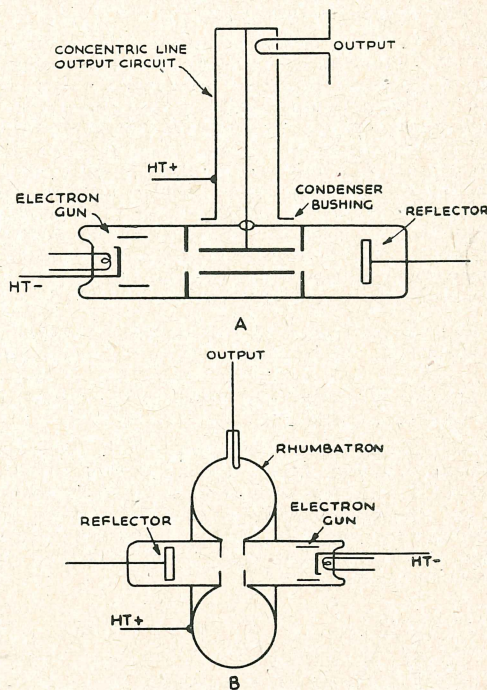 CONCENTRIC LINE
OUTPUT CIRCUIT
OUTPUT
HT+
CONDENSER
BUSHING
ELECTRON
GUN
REFLECTOR
HT-
A
OUTPUT
RHUMBATRON
ELECTRON
GUN
REFLECTOR
HT-
HT+
B